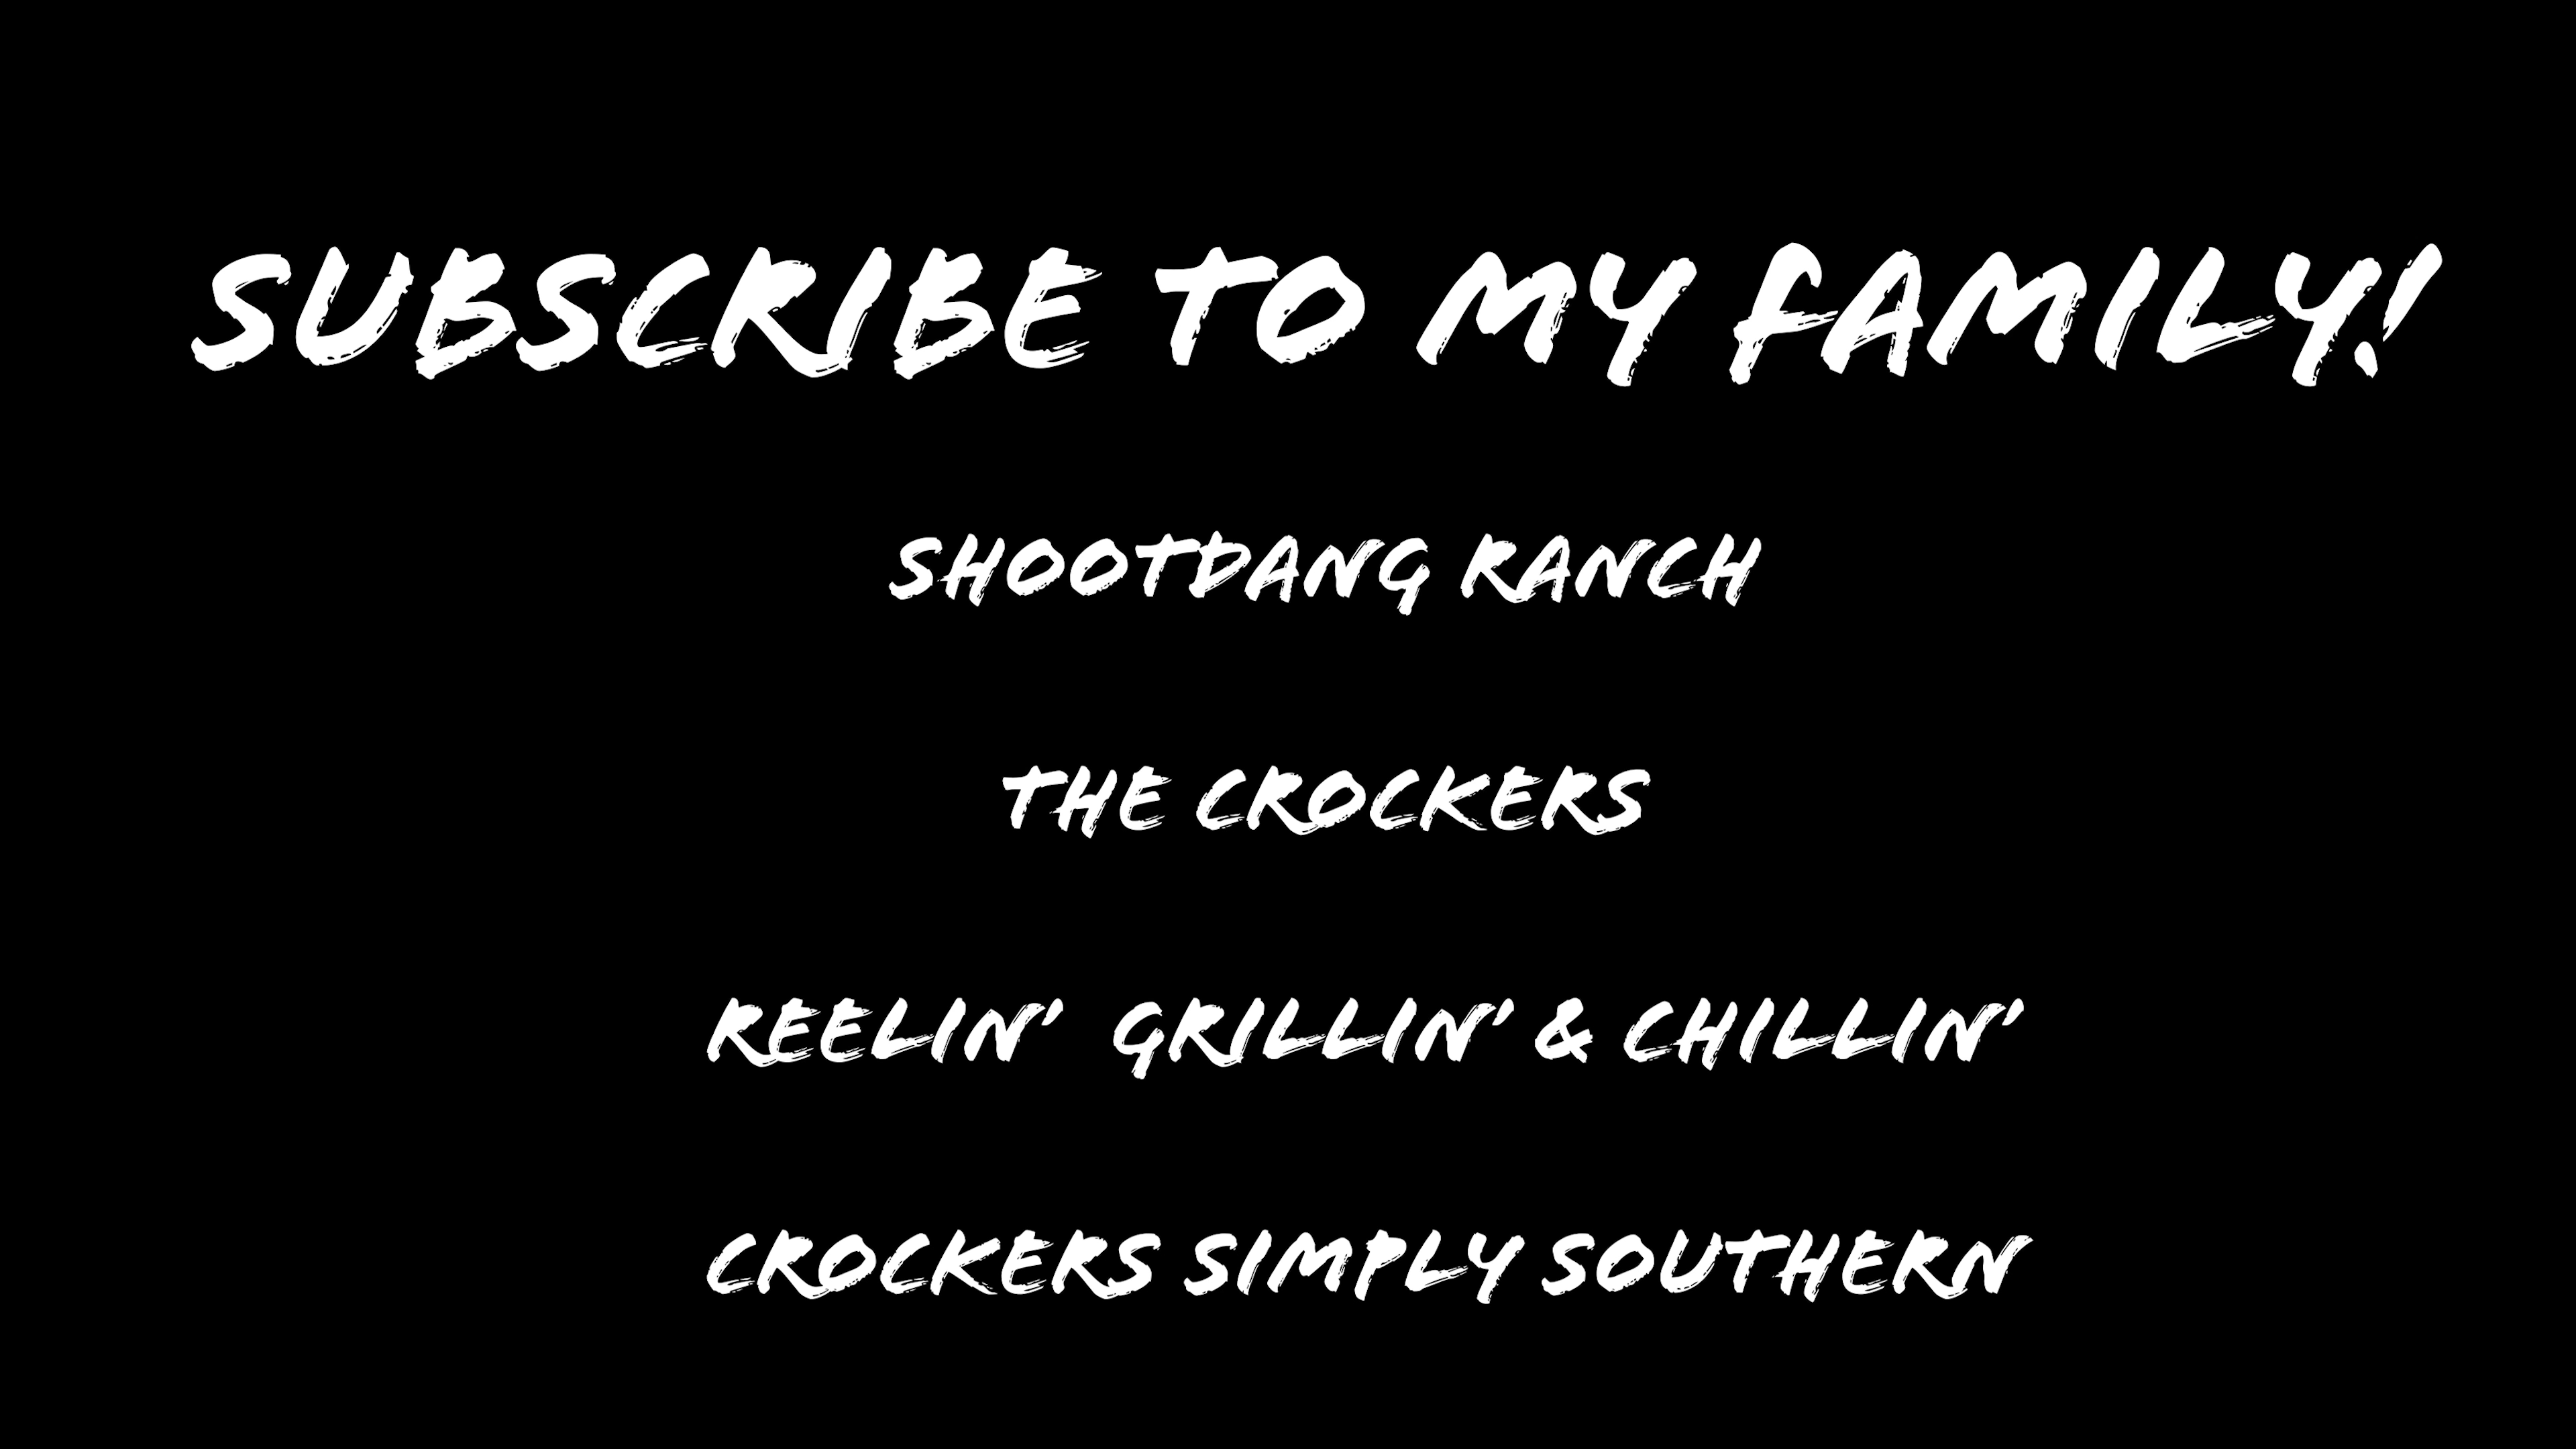 SUBSCRIBE TO MY FAMILY!
SHOOTDANG RANCH
THE CROCKERS
REELIN' GRILLIN' & CHILLIN'
CROCKERS SIMPLY SOUTHERN